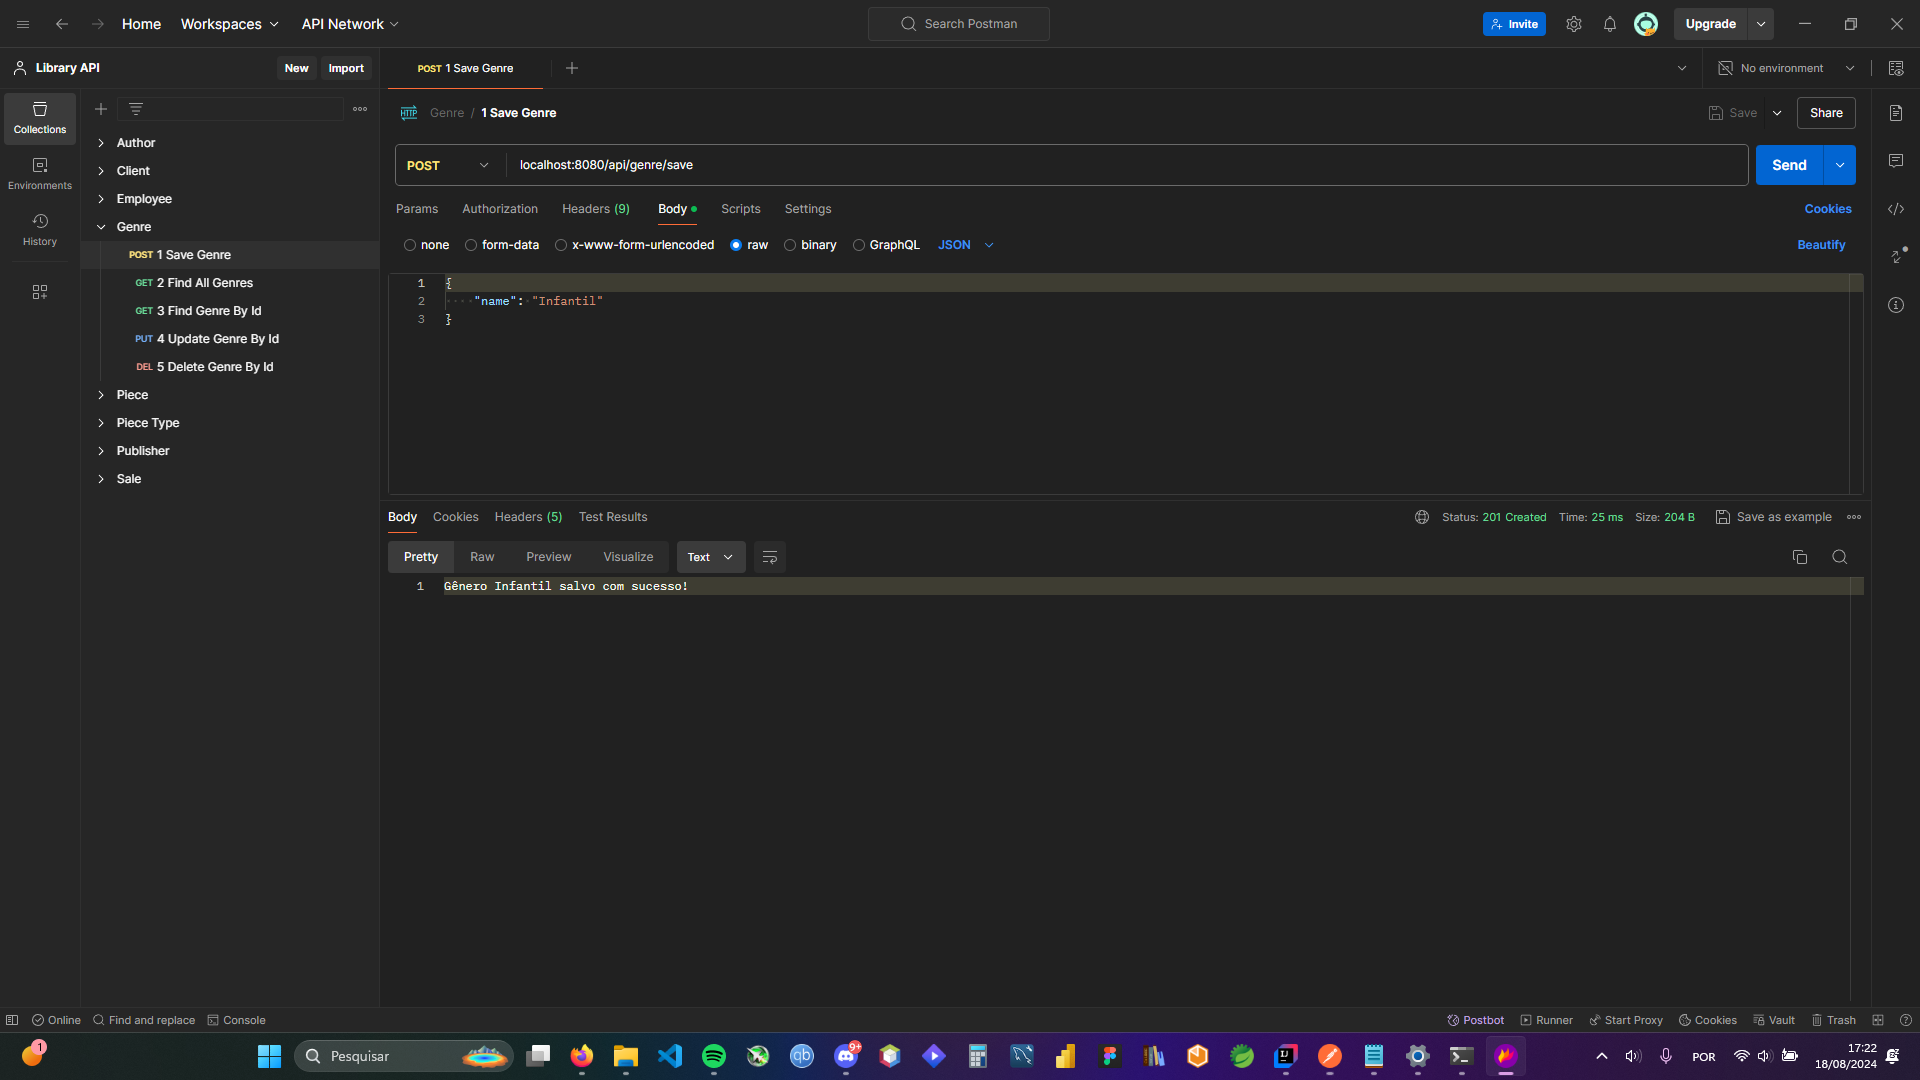 Home Workspaces API Network Search Postman Invite Upgrade
Library API New Import POST 1 Save Genre No environment
Collections
Environments
History
Author
Client
Employee
Genre
POST 1 Save Genre
GET 2 Find All Genres
GET 3 Find Genre By Id
PUT 4 Update Genre By Id
DEL 5 Delete Genre By Id
Piece
Piece Type
Publisher
Sale
HTTP Genre / 1 Save Genre Save Share
POST localhost:8080/api/genre/save Send
Params Authorization Headers (9) Body Scripts Settings Cookies
none form-data x-www-form-urlencoded raw binary GraphQL JSON Beautify
1 {
2 "name": "Infantil"
3 }
Body Cookies Headers (5) Test Results Status: 201 Created Time: 25 ms Size: 204 B Save as example
Pretty Raw Preview Visualize Text
1 Gênero Infantil salvo com sucesso!
Online Find and replace Console Postbot Runner Start Proxy Cookies Vault Trash
1 Pesquisar qb 9+ IJ POR 17:22
18/08/2024